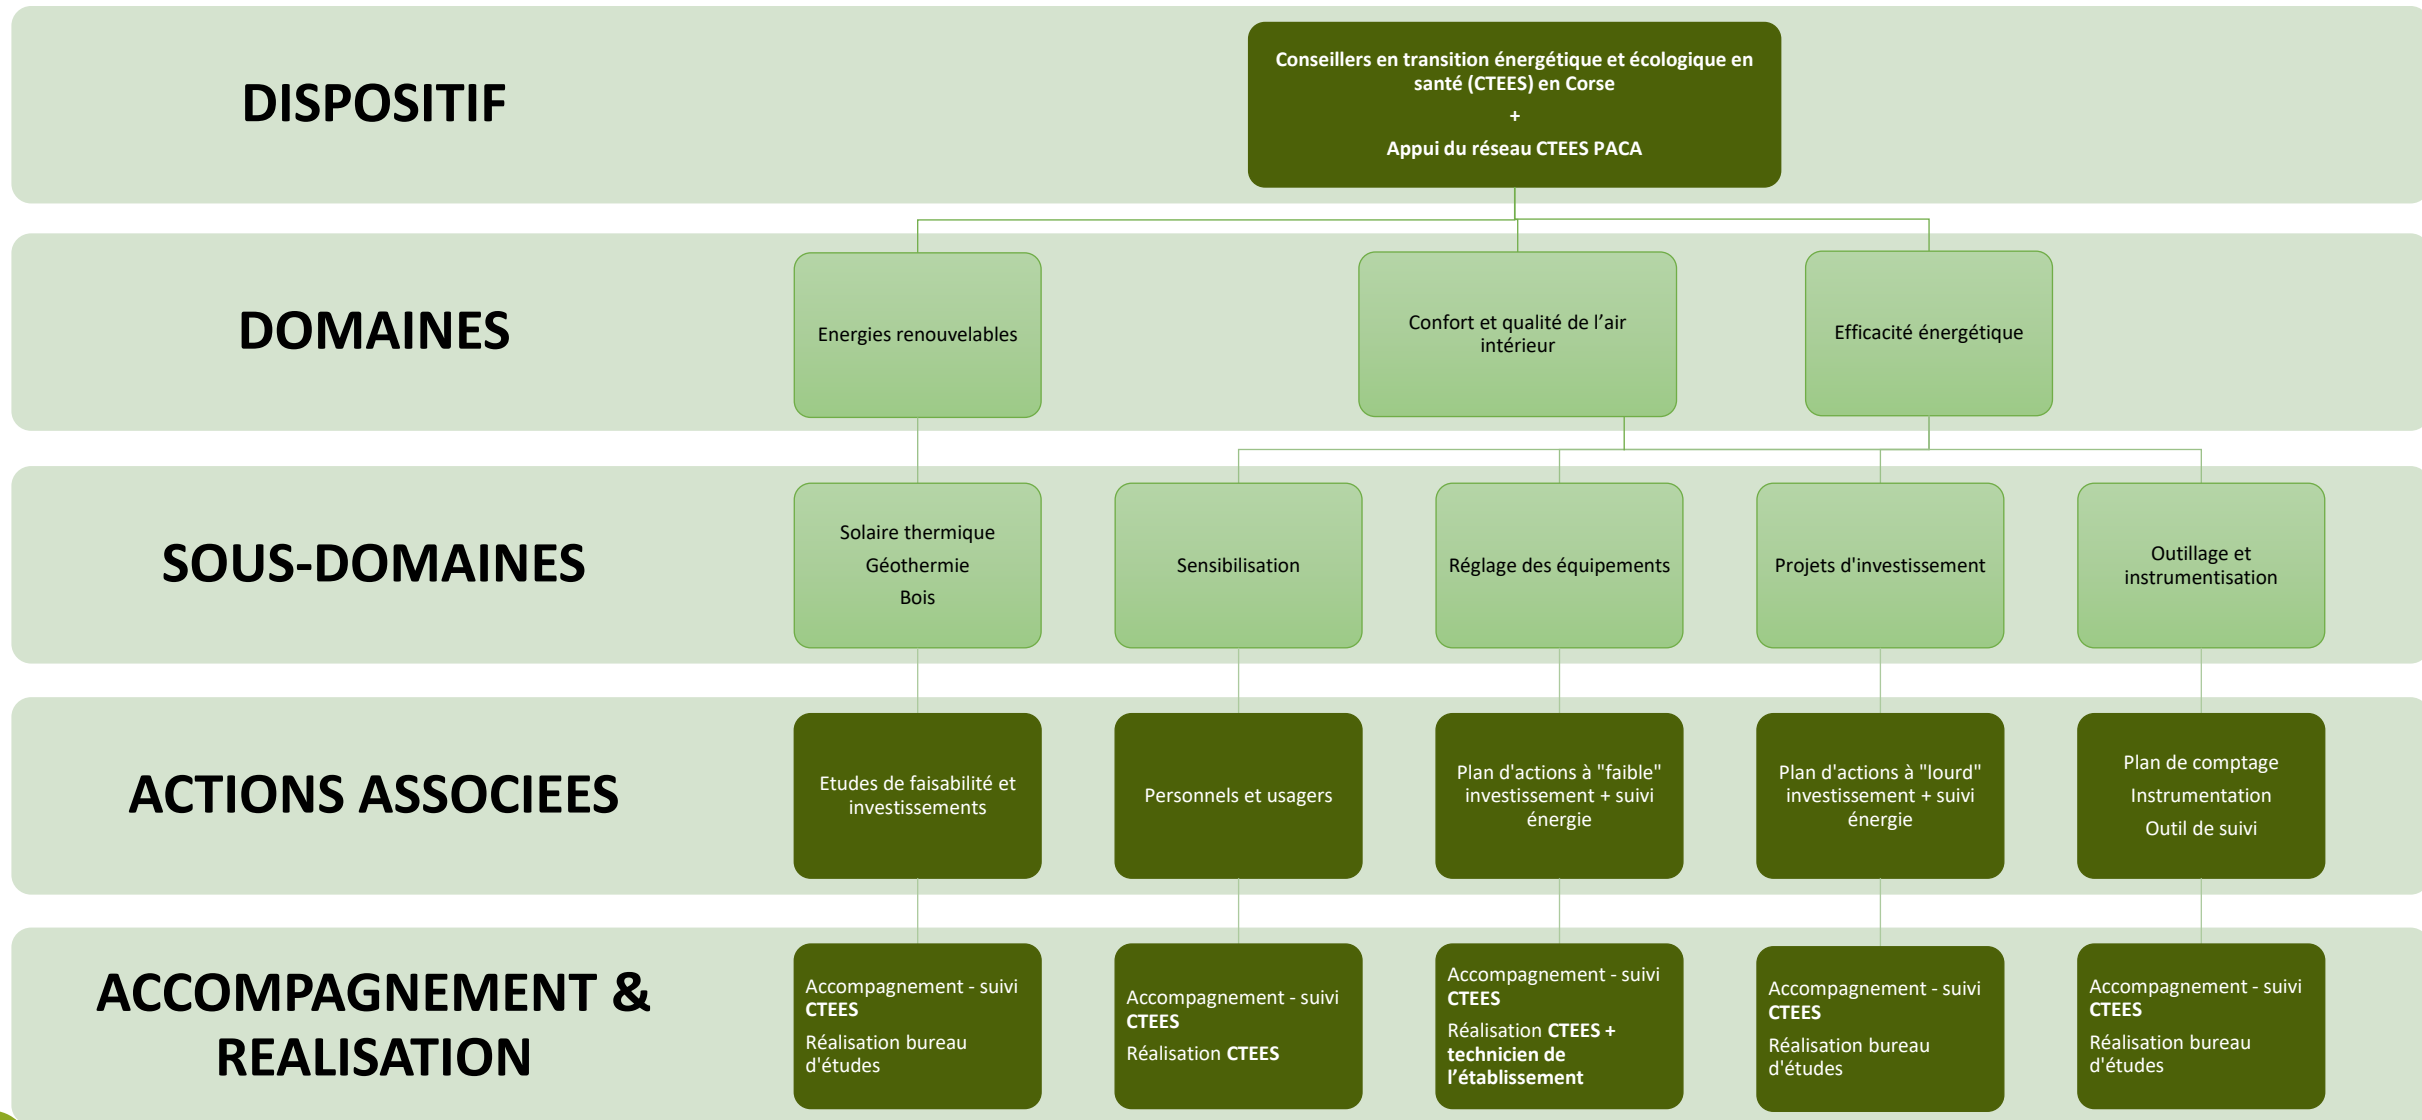 DISPOSITIF
Conseillers en transition énergétique et écologique en
santé (CTEES) en Corse
+
Appui du réseau CTEES PACA
DOMAINES
Energies renouvelables
Confort et qualité de l’air
intérieur
Efficacité énergétique
SOUS-DOMAINES
Solaire thermique
Géothermie
Bois
Sensibilisation
Réglage des équipements
Projets d'investissement
Outillage et
instrumentisation
ACTIONS ASSOCIEES
Etudes de faisabilité et
investissements
Personnels et usagers
Plan d'actions à "faible"
investissement + suivi
énergie
Plan d'actions à "lourd"
investissement + suivi
énergie
Plan de comptage
Instrumentation
Outil de suivi
ACCOMPAGNEMENT &
REALISATION
Accompagnement - suivi
CTEES
Réalisation bureau
d'études
Accompagnement - suivi
CTEES
Réalisation CTEES
Accompagnement - suivi
CTEES
Réalisation CTEES +
technicien de
l’établissement
Accompagnement - suivi
CTEES
Réalisation bureau
d'études
Accompagnement - suivi
CTEES
Réalisation bureau
d'études